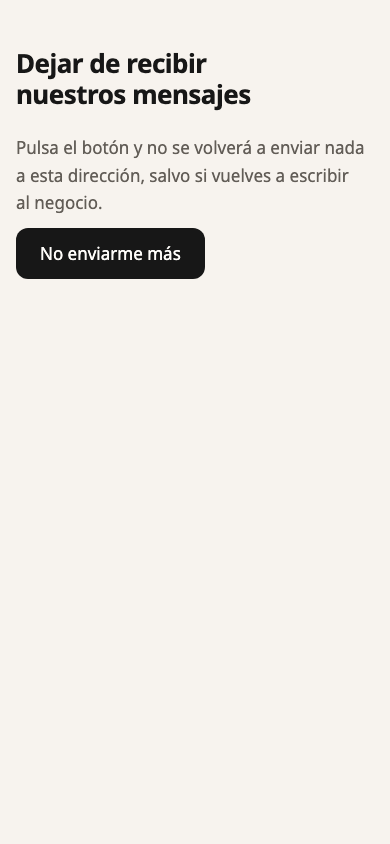 Dejar de recibir
nuestros mensajes
Pulsa el botón y no se volverá a enviar nada
a esta dirección, salvo si vuelves a escribir
al negocio.
No enviarme más